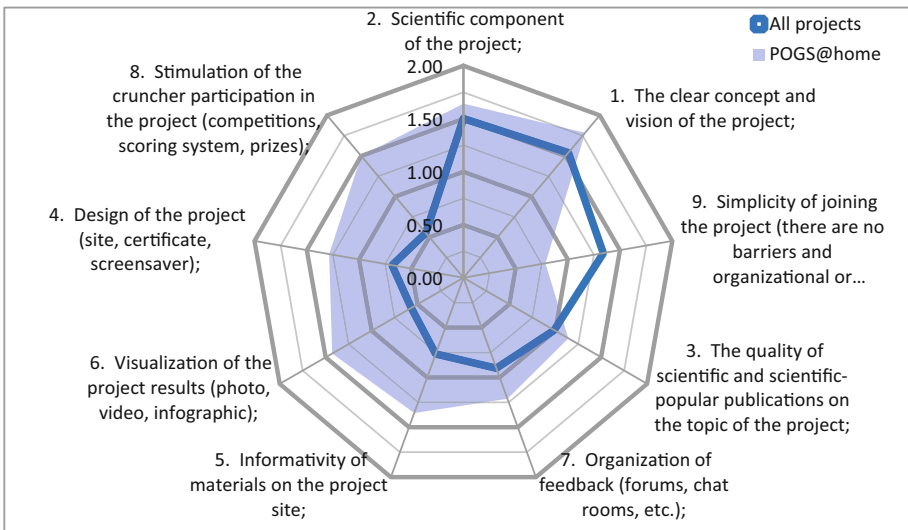 2. Scientific component
of the project;
All projects
POGS@home
8. Stimulation of the
cruncher participation in
the project (competitions,
scoring system, prizes);
1. The clear concept and
vision of the project;
2.00
1.50
1.00
0.50
0.00
4. Design of the project
(site, certificate,
screensaver);
9. Simplicity of joining
the project (there are no
barriers and
organizational or…
6. Visualization of the
project results (photo,
video, infographic);
3. The quality of
scientific and scientific-
popular publications on
the topic of the project;
5. Informativity of
materials on the project
site;
7. Organization of
feedback (forums, chat
rooms, etc.);